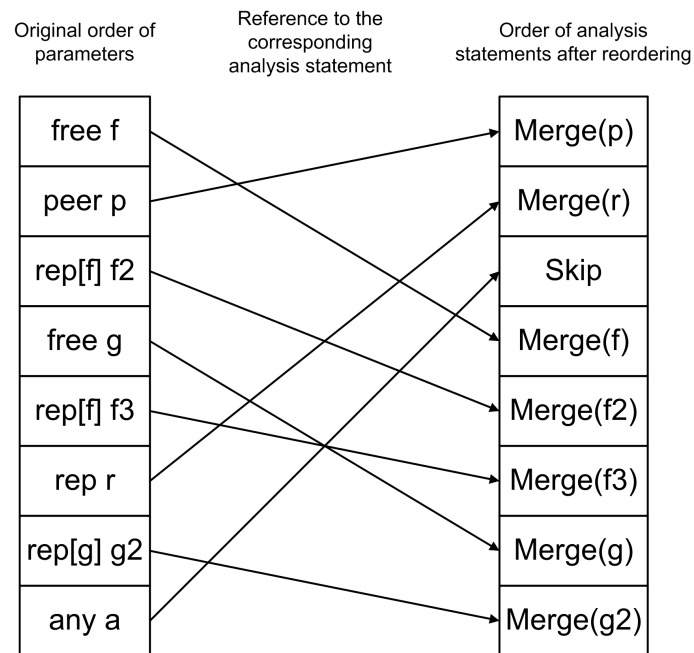 Original order of
parameters
Reference to the
corresponding
analysis statement
Order of analysis
statements after reordering
free f
peer p
rep[f] f2
free g
rep[f] f3
rep r
rep[g] g2
any a
Merge(p)
Merge(r)
Skip
Merge(f)
Merge(f2)
Merge(f3)
Merge(g)
Merge(g2)